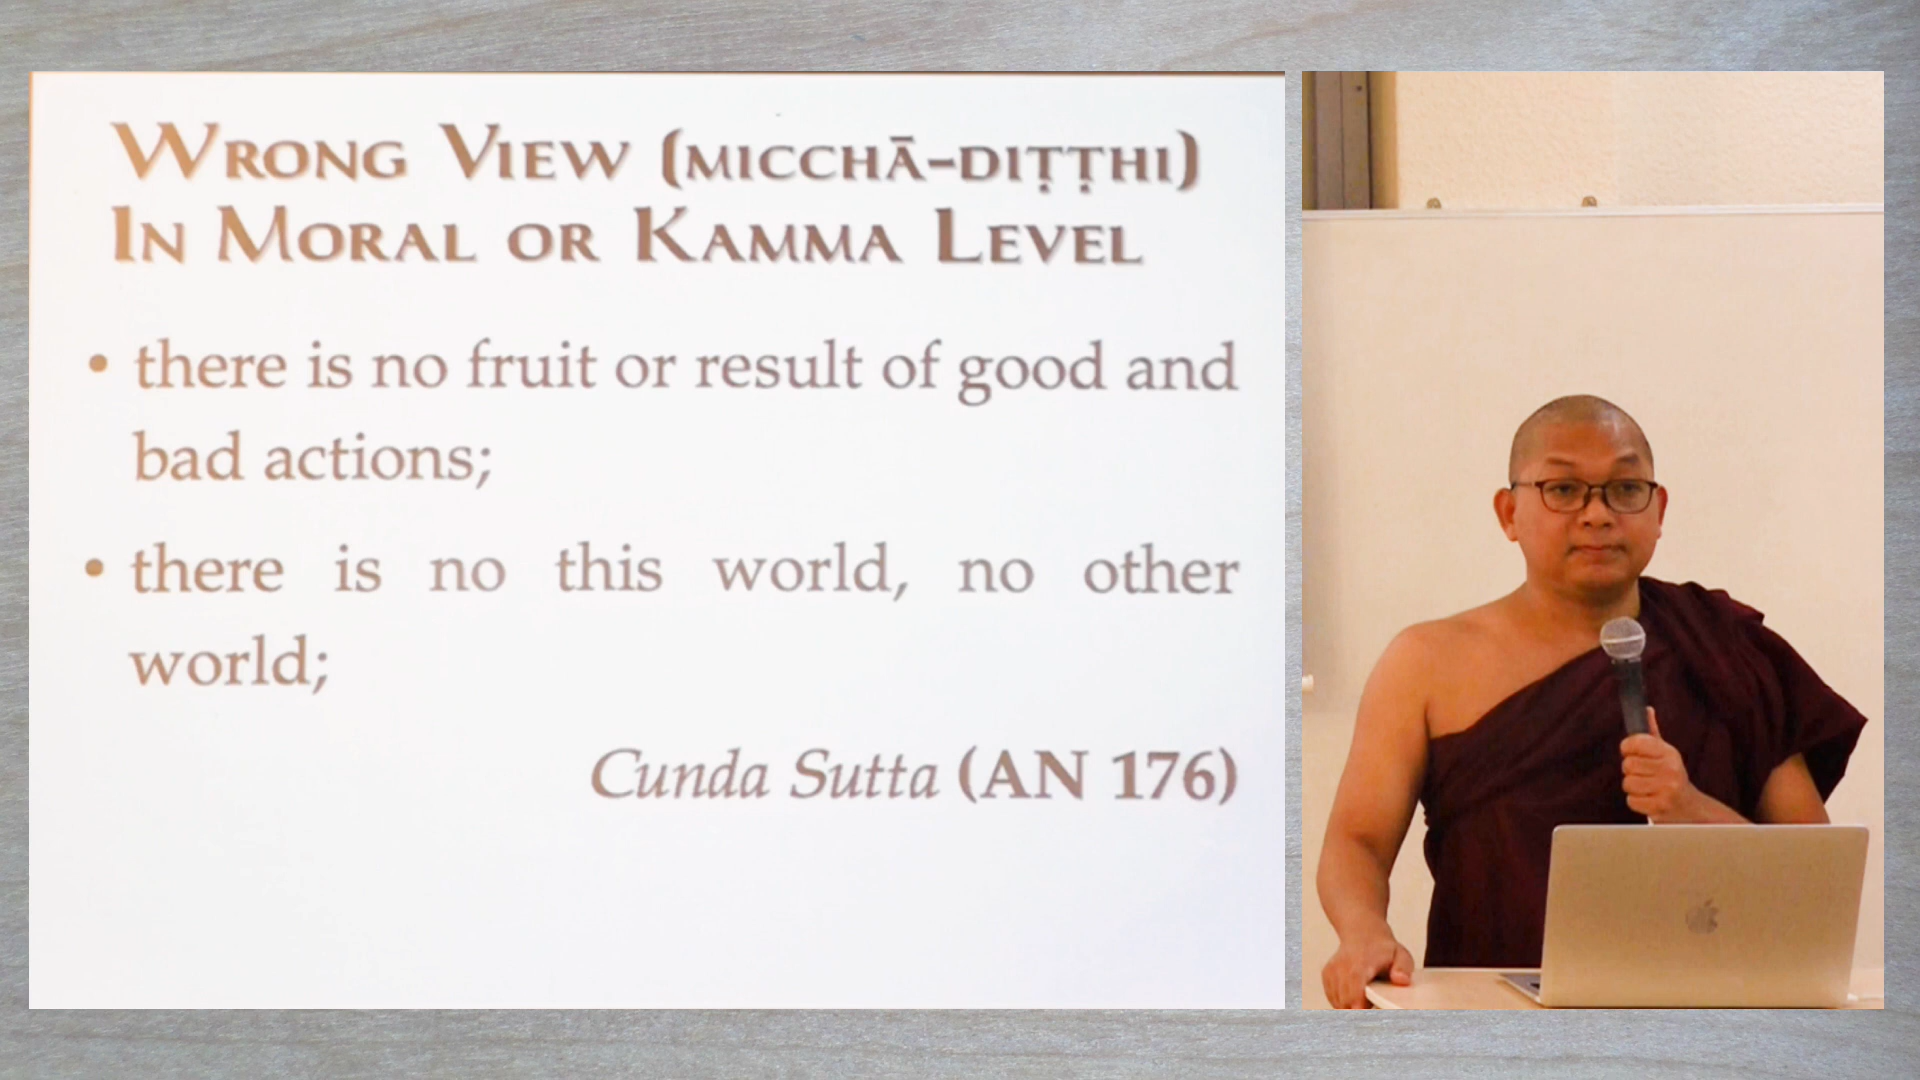 WRONG VIEW (MICCHĀ-DIṬṬHI)
IN MORAL OR KAMMA LEVEL
• there is no fruit or result of good and
bad actions;
• there is no this world, no other
world;
Cunda Sutta (AN 176)